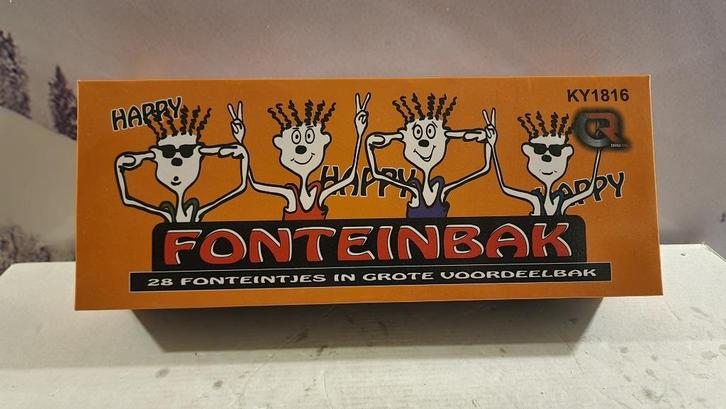 KY1816
HAPPY
HAPPY
HAPPY
FONTEINBAK
28 FONTEINTJES IN GROTE VOORDEELBAK